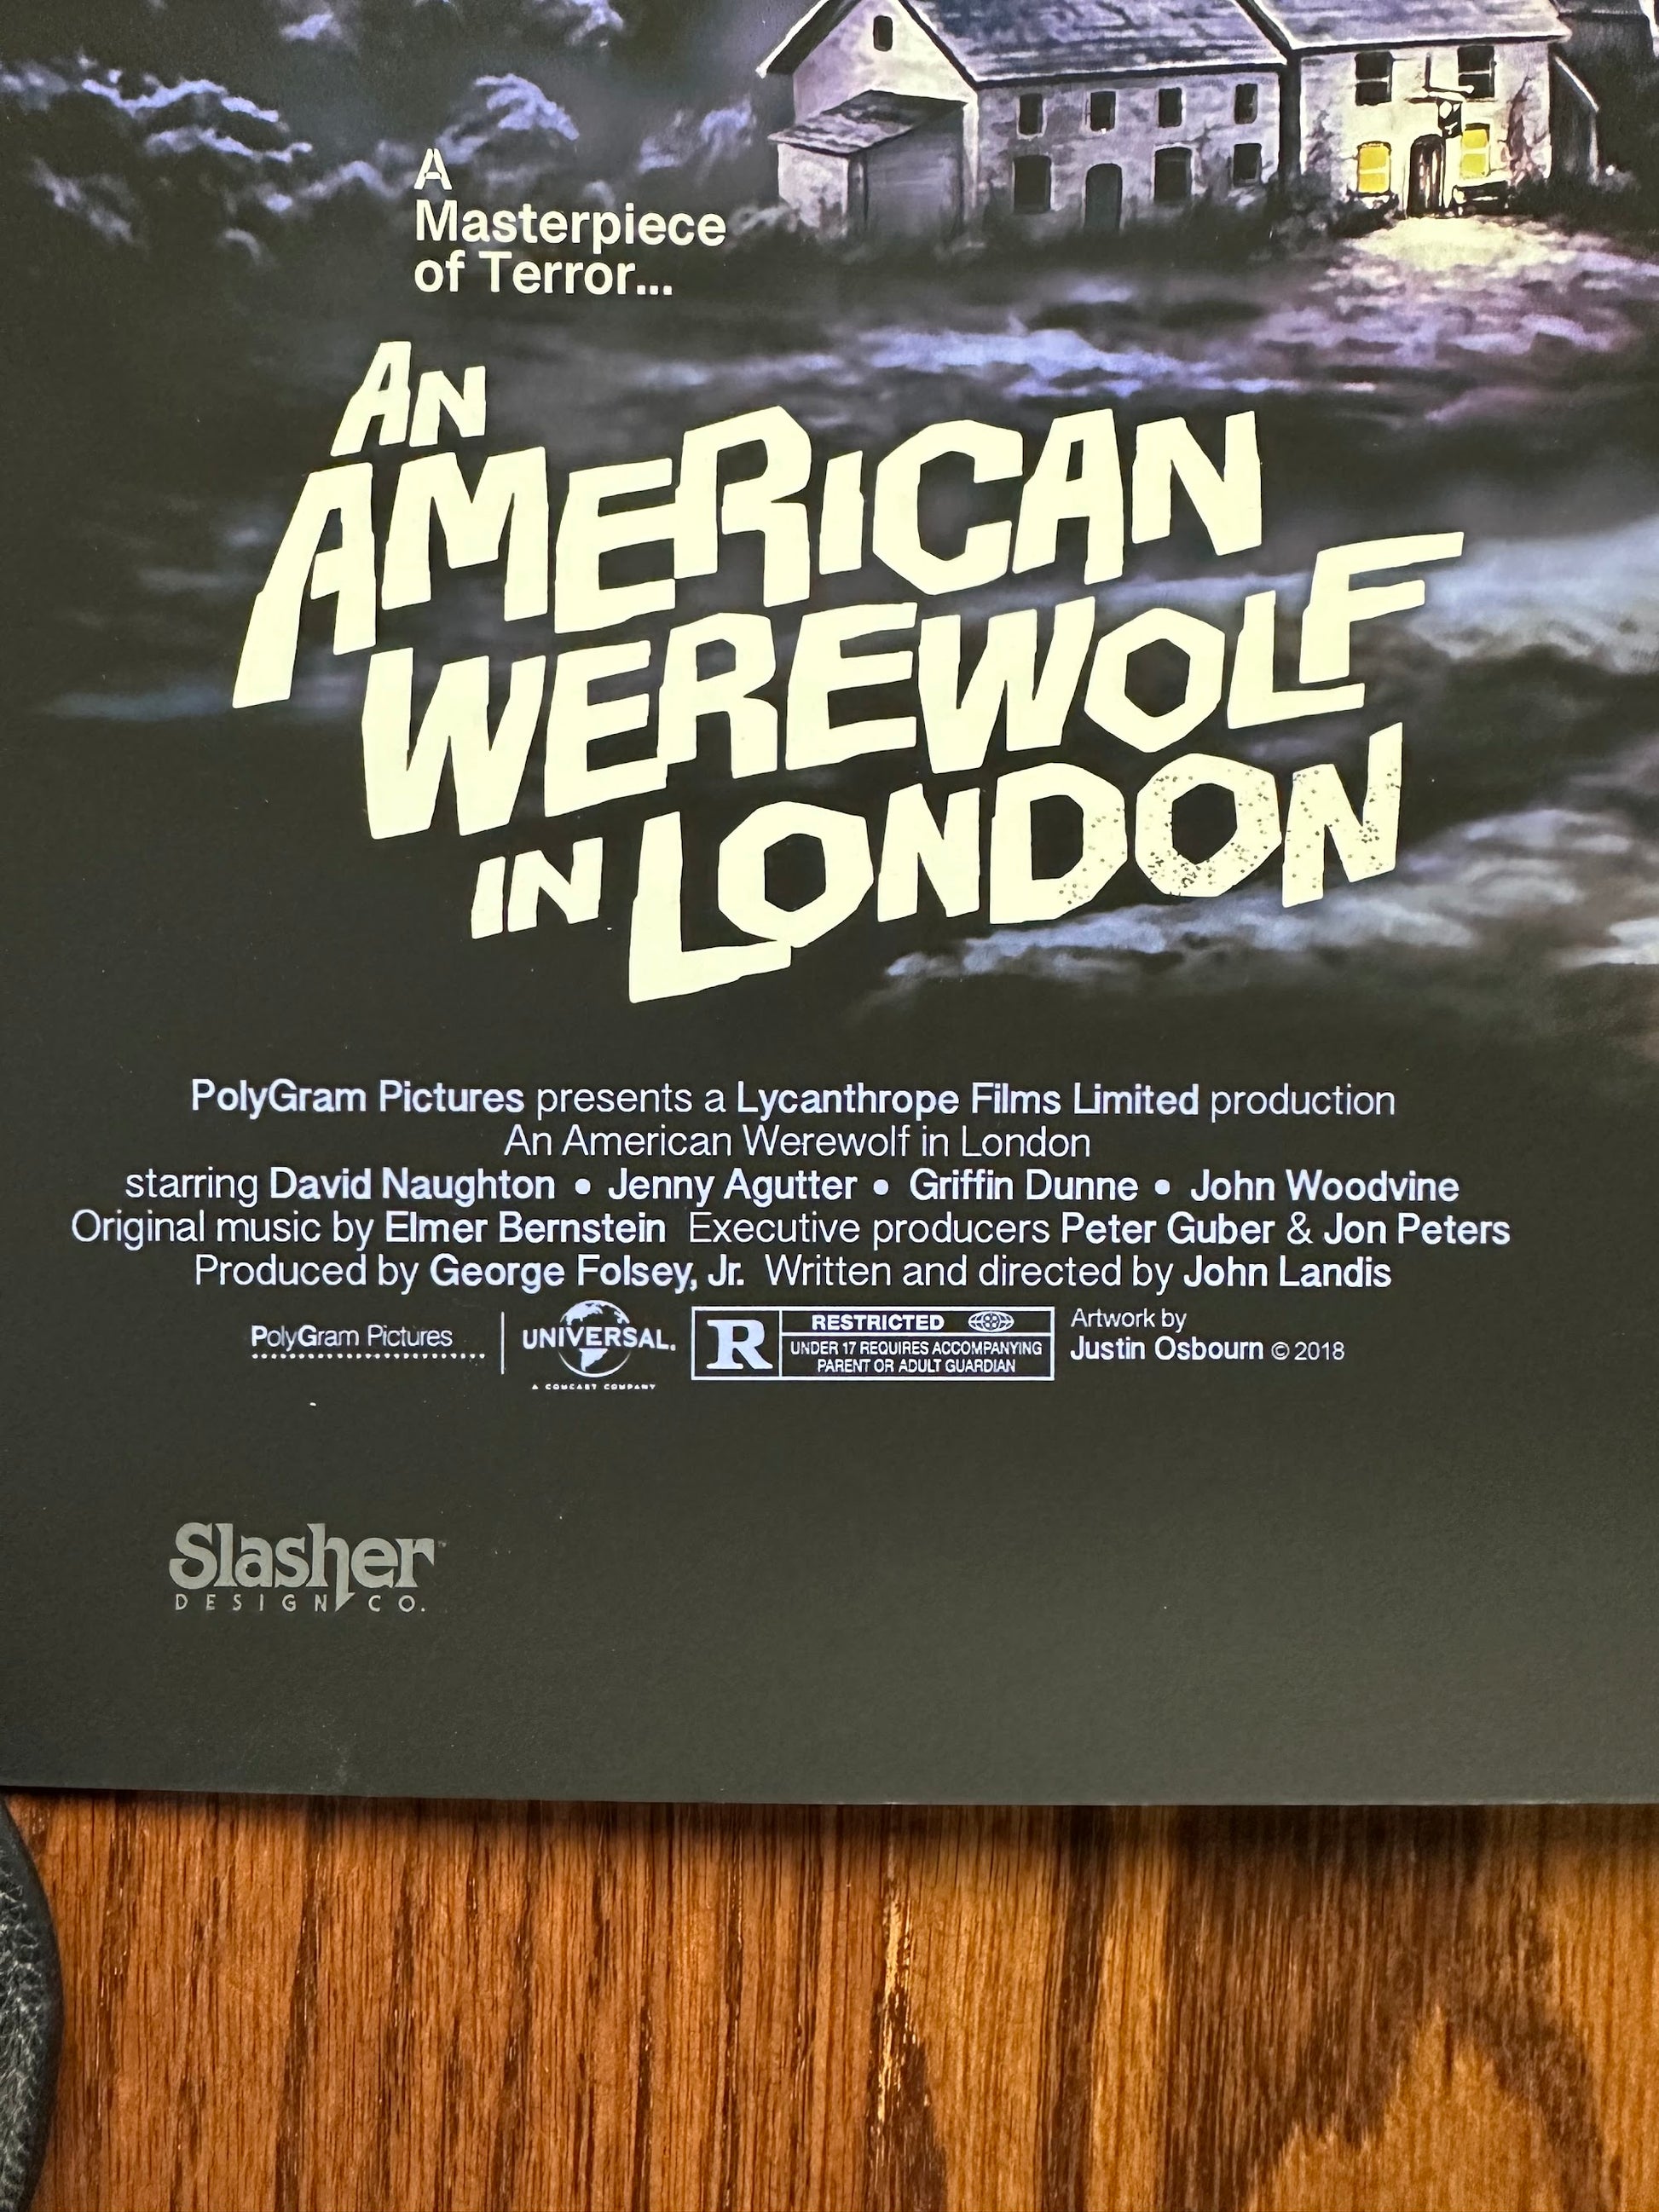 A
Masterpiece
of Terror...
AN
AMERICAN
WEREWOLF
IN LONDON
PolyGram Pictures presents a Lycanthrope Films Limited production
An American Werewolf in London
starring David Naughton • Jenny Agutter • Griffin Dunne • John Woodvine
Original music by Elmer Bernstein Executive producers Peter Guber & Jon Peters
Produced by George Folsey, Jr. Written and directed by John Landis
PolyGram Pictures
UNIVERSAL
A COMCAST COMPANY
R
RESTRICTED
UNDER 17 REQUIRES ACCOMPANYING
PARENT OR ADULT GUARDIAN
Artwork by
Justin Osbourn © 2018
Slasher
DESIGN CO.